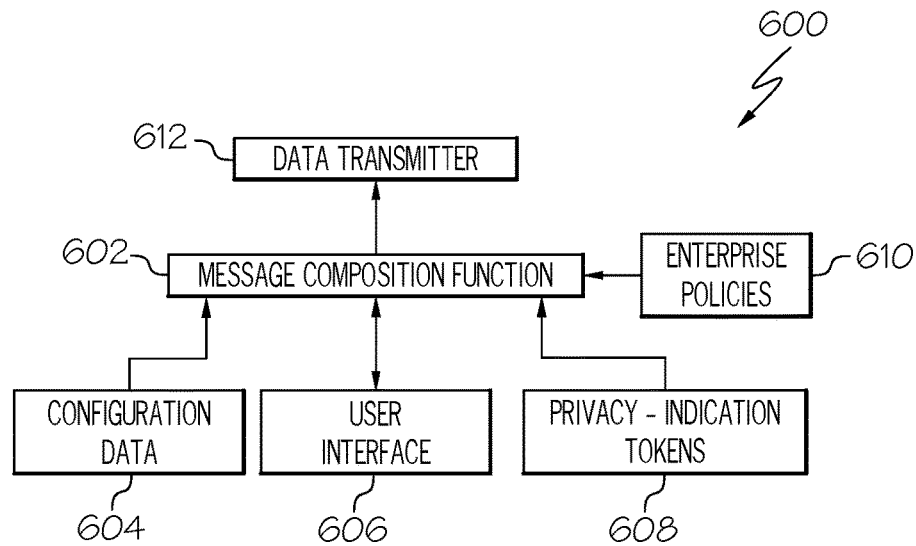 600
612
DATA TRANSMITTER
602
MESSAGE COMPOSITION FUNCTION
ENTERPRISE
POLICIES
610
CONFIGURATION
DATA
USER
INTERFACE
PRIVACY - INDICATION
TOKENS
604
606
608